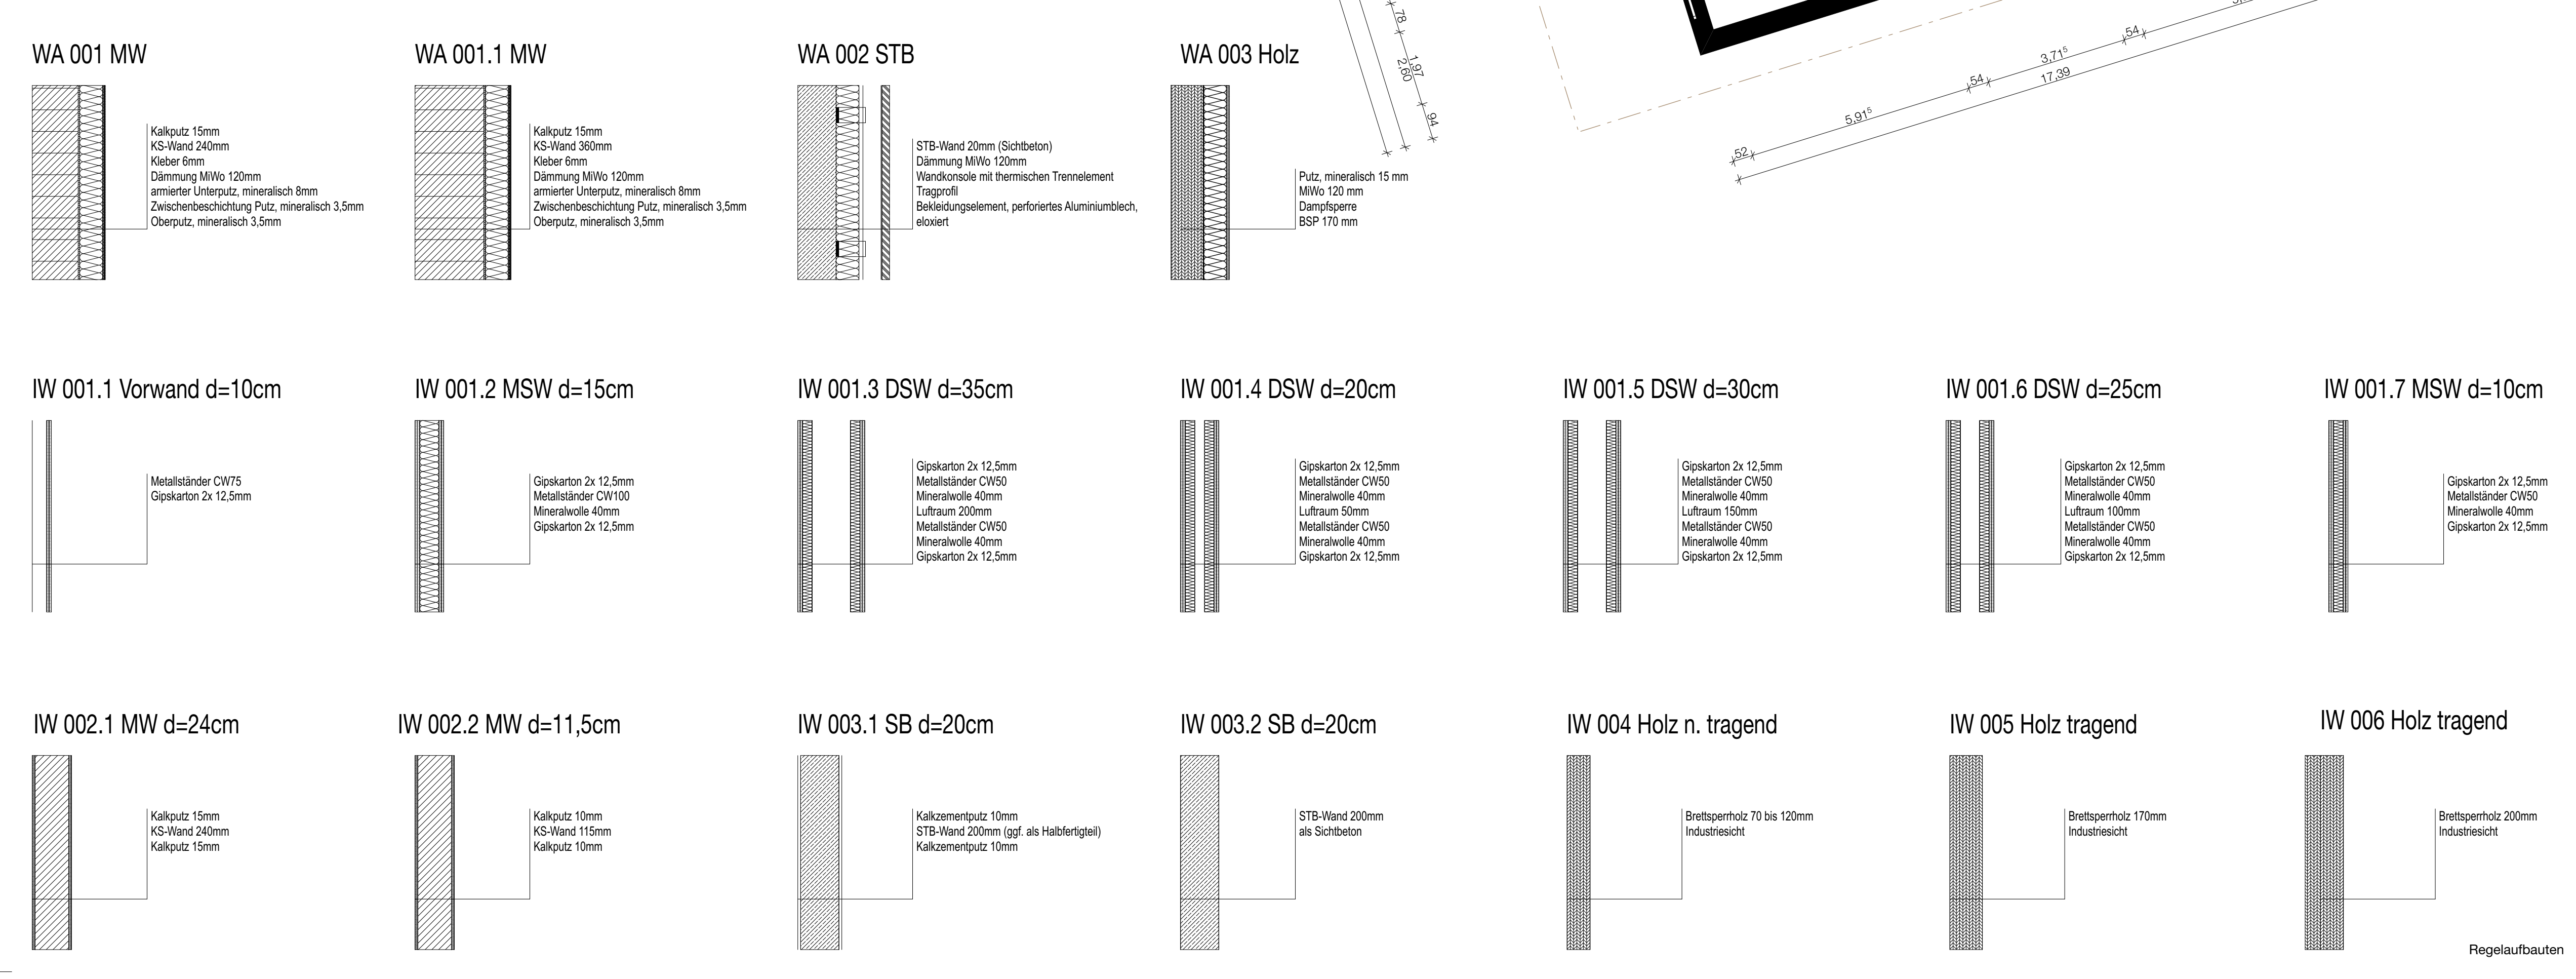 WA 001 MW
Kalkputz 15mm
KS-Wand 240mm
Kleber 6mm
Dämmung MiWo 120mm
armierter Unterputz, mineralisch 8mm
Zwischenbeschichtung Putz, mineralisch 3,5mm
Oberputz, mineralisch 3,5mm
WA 001.1 MW
Kalkputz 15mm
KS-Wand 360mm
Kleber 6mm
Dämmung MiWo 120mm
armierter Unterputz, mineralisch 8mm
Zwischenbeschichtung Putz, mineralisch 3,5mm
Oberputz, mineralisch 3,5mm
WA 002 STB
STB-Wand 20mm (Sichtbeton)
Dämmung MiWo 120mm
Wandkonsole mit thermischen Trennelement
Tragprofil
Bekleidungselement, perforiertes Aluminiumblech,
eloxiert
WA 003 Holz
Putz, mineralisch 15 mm
MiWo 120 mm
Dampfsperre
BSP 170 mm
78
1,97
2,60
94
52
5,91⁵
54
3,71⁵
54
17,39
IW 001.1 Vorwand d=10cm
Metallständer CW75
Gipskarton 2x 12,5mm
IW 001.2 MSW d=15cm
Gipskarton 2x 12,5mm
Metallständer CW100
Mineralwolle 40mm
Gipskarton 2x 12,5mm
IW 001.3 DSW d=35cm
Gipskarton 2x 12,5mm
Metallständer CW50
Mineralwolle 40mm
Luftraum 200mm
Metallständer CW50
Mineralwolle 40mm
Gipskarton 2x 12,5mm
IW 001.4 DSW d=20cm
Gipskarton 2x 12,5mm
Metallständer CW50
Mineralwolle 40mm
Luftraum 50mm
Metallständer CW50
Mineralwolle 40mm
Gipskarton 2x 12,5mm
IW 001.5 DSW d=30cm
Gipskarton 2x 12,5mm
Metallständer CW50
Mineralwolle 40mm
Luftraum 150mm
Metallständer CW50
Mineralwolle 40mm
Gipskarton 2x 12,5mm
IW 001.6 DSW d=25cm
Gipskarton 2x 12,5mm
Metallständer CW50
Mineralwolle 40mm
Luftraum 100mm
Metallständer CW50
Mineralwolle 40mm
Gipskarton 2x 12,5mm
IW 001.7 MSW d=10cm
Gipskarton 2x 12,5mm
Metallständer CW50
Mineralwolle 40mm
Gipskarton 2x 12,5mm
IW 002.1 MW d=24cm
Kalkputz 15mm
KS-Wand 240mm
Kalkputz 15mm
IW 002.2 MW d=11,5cm
Kalkputz 10mm
KS-Wand 115mm
Kalkputz 10mm
IW 003.1 SB d=20cm
Kalkzementputz 10mm
STB-Wand 200mm (ggf. als Halbfertigteil)
Kalkzementputz 10mm
IW 003.2 SB d=20cm
STB-Wand 200mm
als Sichtbeton
IW 004 Holz n. tragend
Brettsperrholz 70 bis 120mm
Industriesicht
IW 005 Holz tragend
Brettsperrholz 170mm
Industriesicht
IW 006 Holz tragend
Brettsperrholz 200mm
Industriesicht
Regelaufbauten